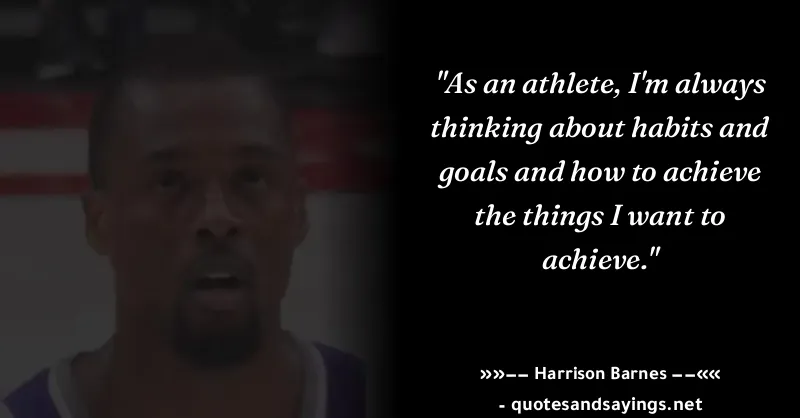 "As an athlete, I'm always
thinking about habits and
goals and how to achieve
the things I want to
achieve."
»»–– Harrison Barnes ––««
- quotesandsayings.net